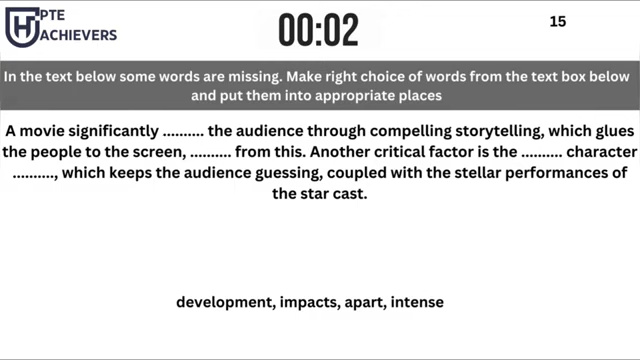 PTE
ACHIEVERS
00:02
15
In the text below some words are missing. Make right choice of words from the text box below
and put them into appropriate places
A movie significantly .......... the audience through compelling storytelling, which glues
the people to the screen, .......... from this. Another critical factor is the .......... character
.........., which keeps the audience guessing, coupled with the stellar performances of
the star cast.
development, impacts, apart, intense